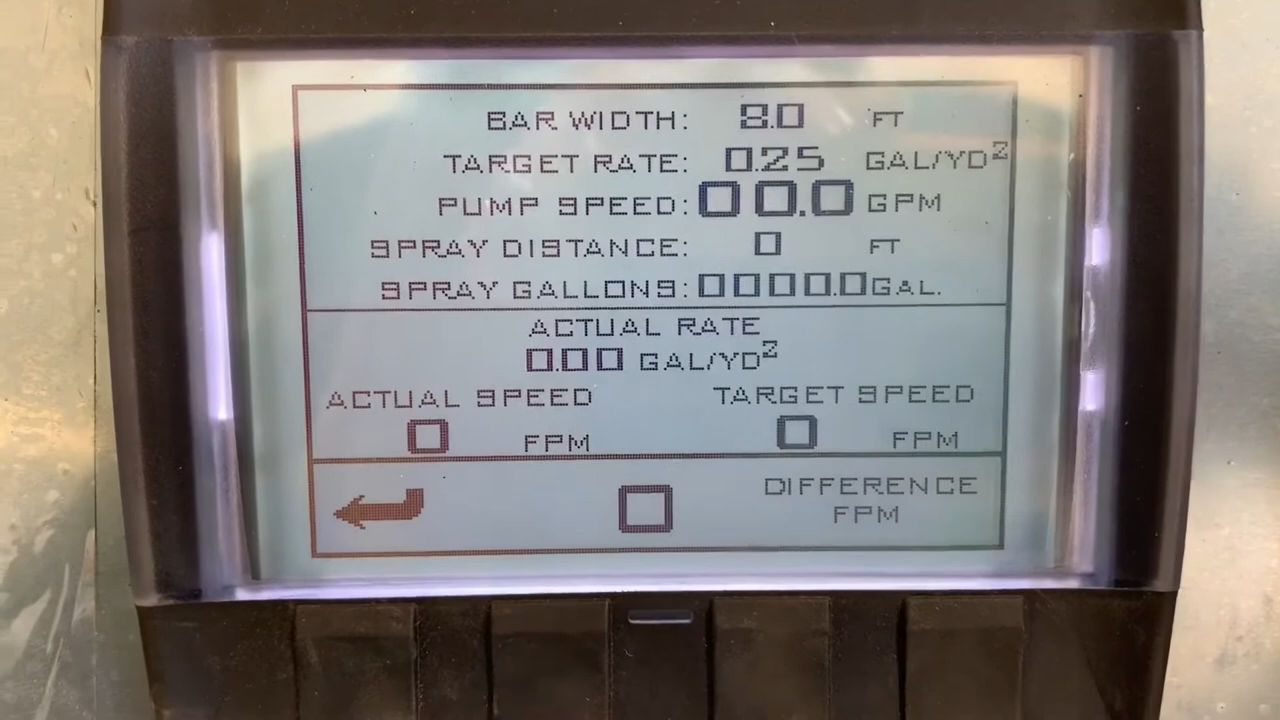 BAR WIDTH: 8.0 FT
TARGET RATE: 0.25 GAL/YD²
PUMP SPEED: 00.0 GPM
SPRAY DISTANCE: 0 FT
SPRAY GALLONS: 0000.0 GAL.
ACTUAL RATE
0.00 GAL/YD²
ACTUAL SPEED TARGET SPEED
0 FPM 0 FPM
0 DIFFERENCE
FPM